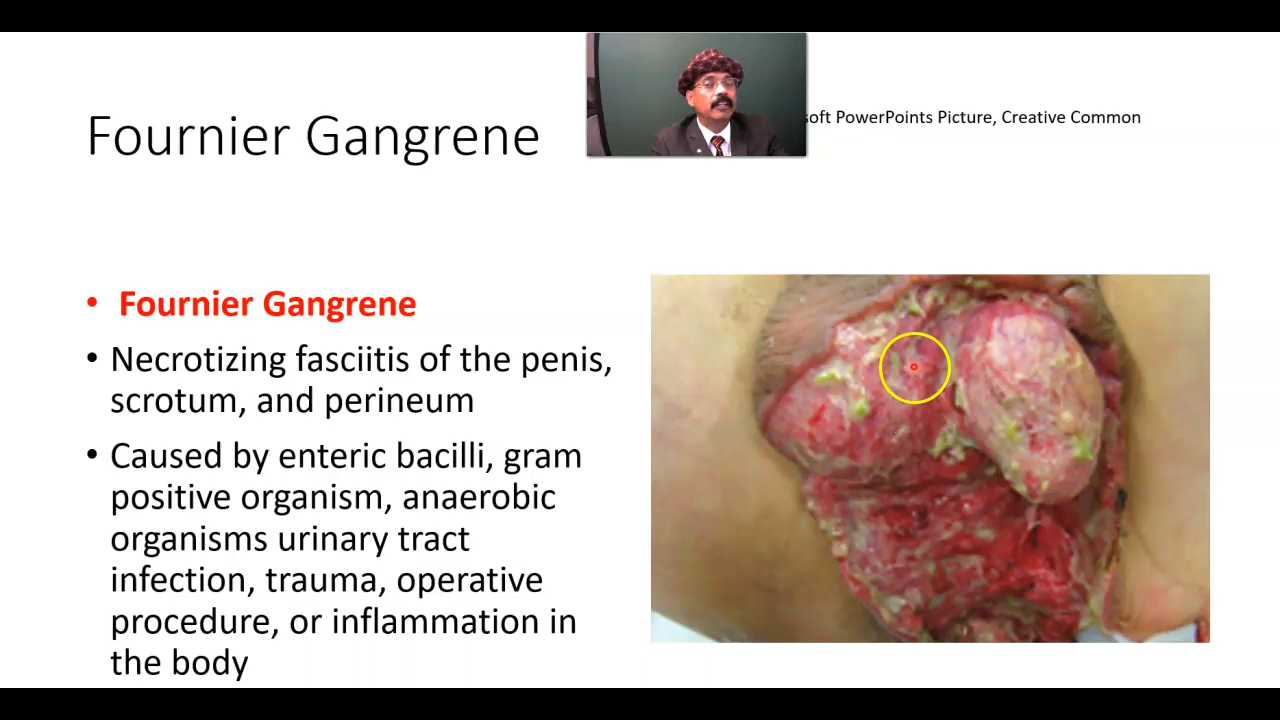 Fournier Gangrene
PowerPoints Picture, Creative Common
• Fournier Gangrene
• Necrotizing fasciitis of the penis,
scrotum, and perineum
• Caused by enteric bacilli, gram
positive organism, anaerobic
organisms urinary tract
infection, trauma, operative
procedure, or inflammation in
the body